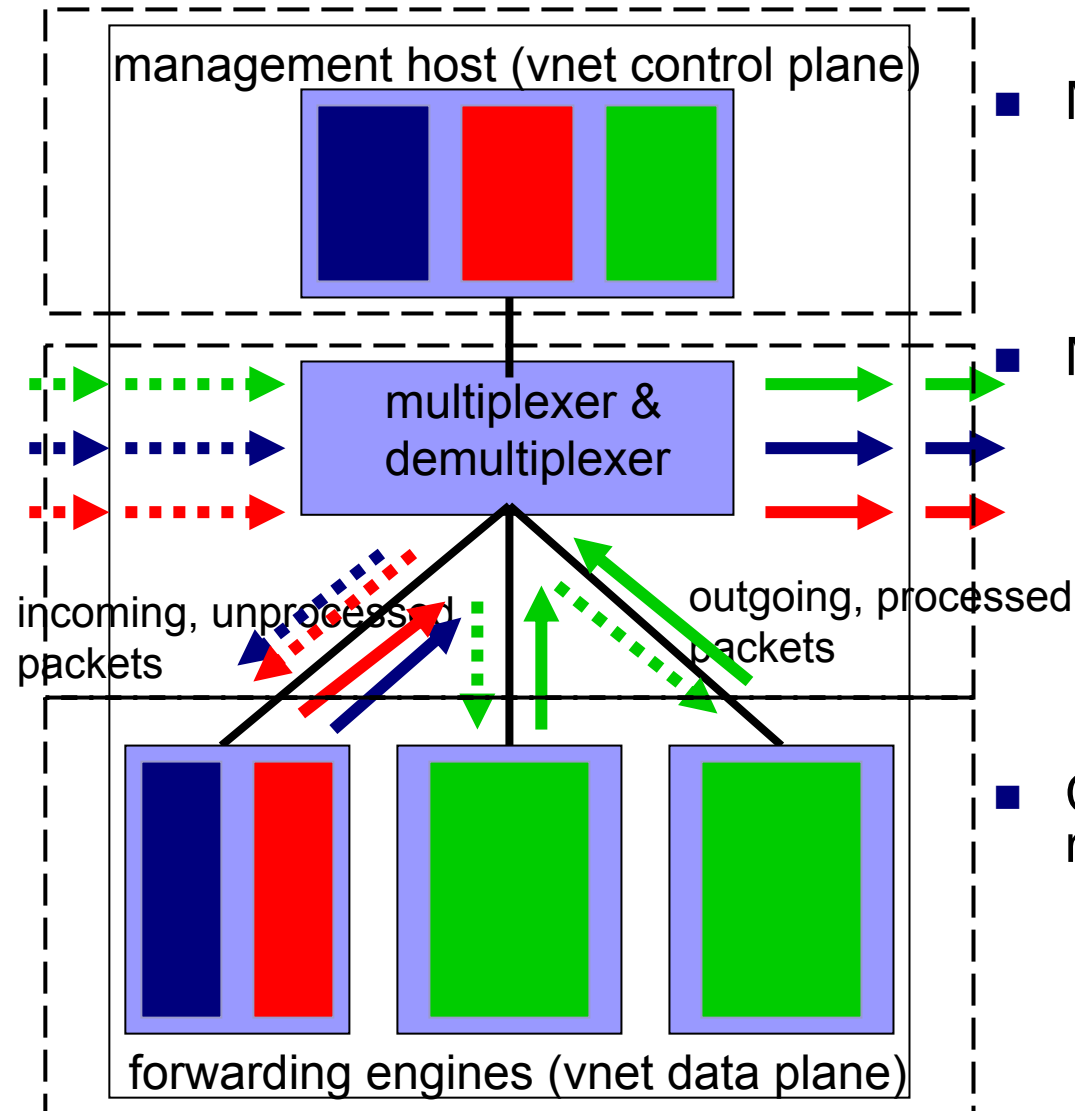 management host (vnet control plane)
multiplexer &
demultiplexer
incoming, unprocessed
packets
outgoing, processed
packets
forwarding engines (vnet data plane)